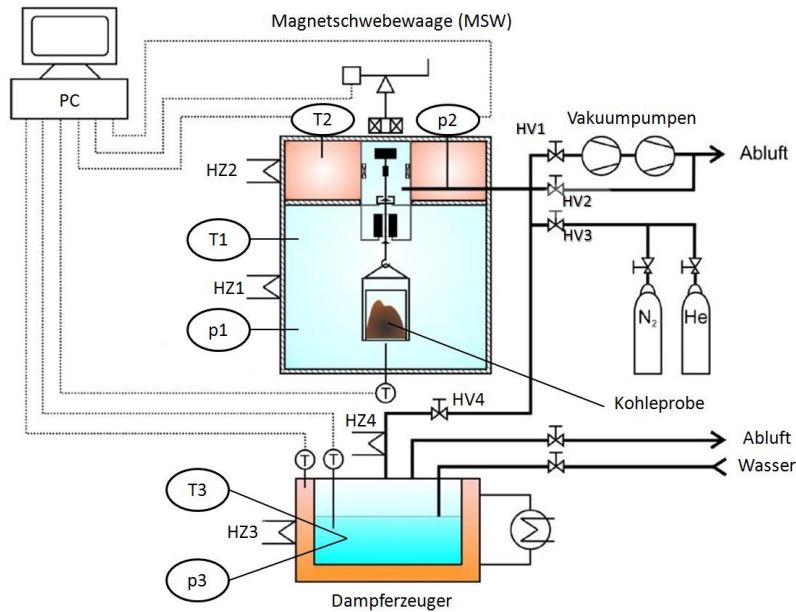 Magnetschwebewaage (MSW)
PC
T2
p2
HV1
Vakuumpumpen
Abluft
HZ2
HV2
HV3
T1
HZ1
p1
N2
He
T
Kohleprobe
HV4
HZ4
Abluft
Wasser
T
T
T3
HZ3
p3
Dampferzeuger